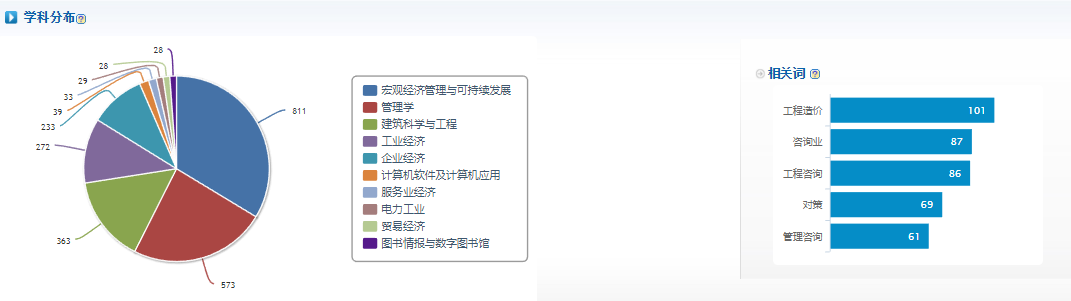 学科分布
28
28
29
33
39
233
272
363
573
811
宏观经济管理与可持续发展
管理学
建筑科学与工程
工业经济
企业经济
计算机软件及计算机应用
服务业经济
电力工业
贸易经济
图书情报与数字图书馆
相关词
工程造价 101
咨询业 87
工程咨询 86
对策 69
管理咨询 61